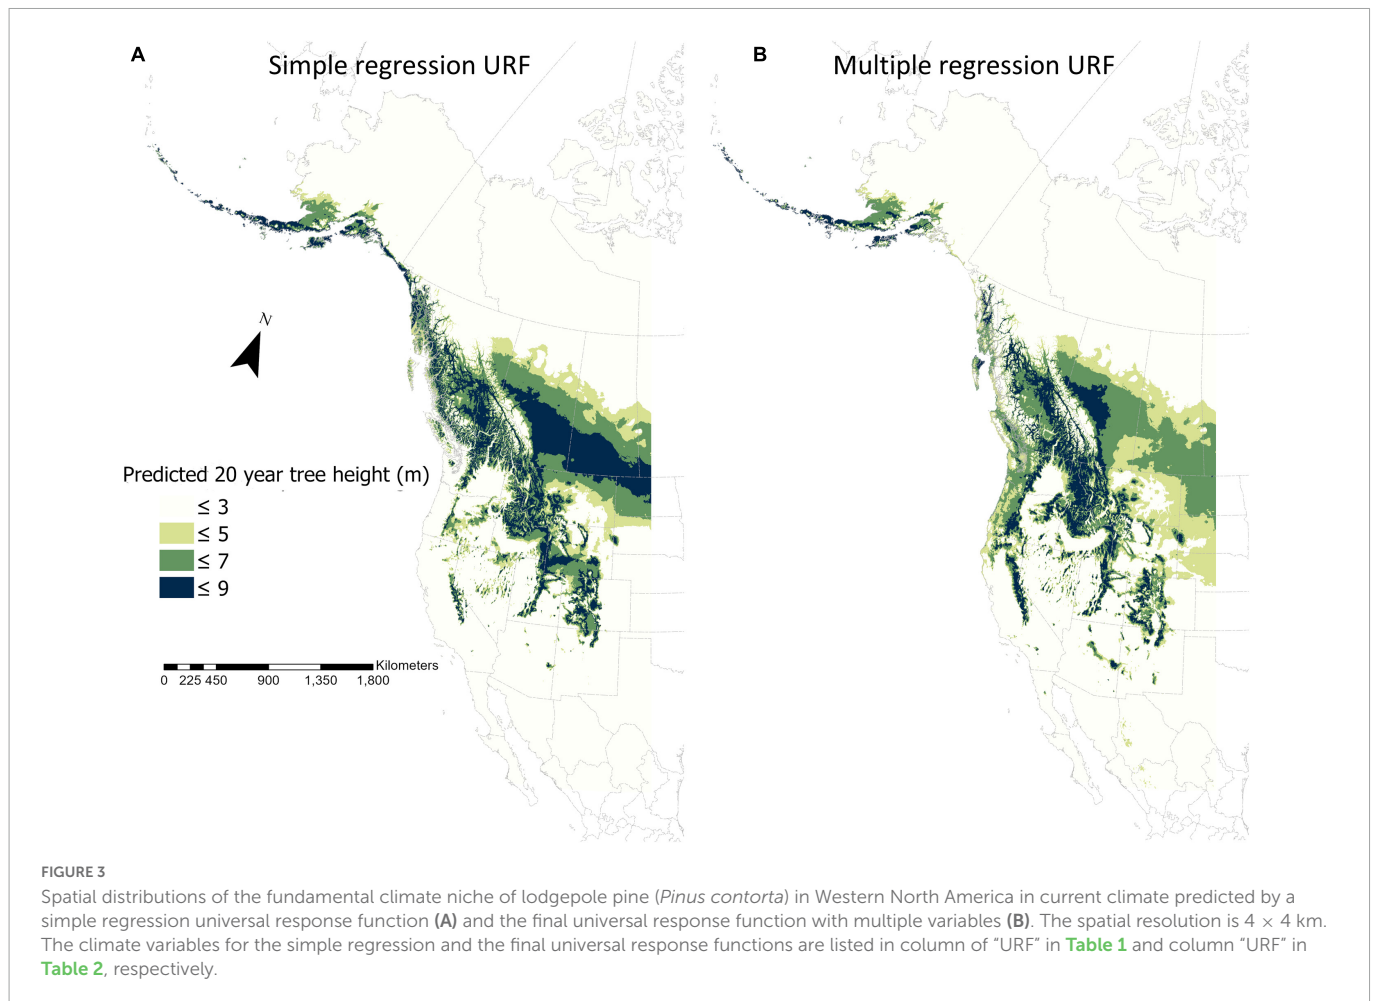 A
Simple regression URF
B
Multiple regression URF
N
Predicted 20 year tree height (m)
≤ 3
≤ 5
≤ 7
≤ 9
Kilometers
0 225 450 900 1,350 1,800
FIGURE 3
Spatial distributions of the fundamental climate niche of lodgepole pine (Pinus contorta) in Western North America in current climate predicted by a
simple regression universal response function (A) and the final universal response function with multiple variables (B). The spatial resolution is 4 × 4 km.
The climate variables for the simple regression and the final universal response functions are listed in column of “URF” in Table 1 and column “URF” in
Table 2, respectively.